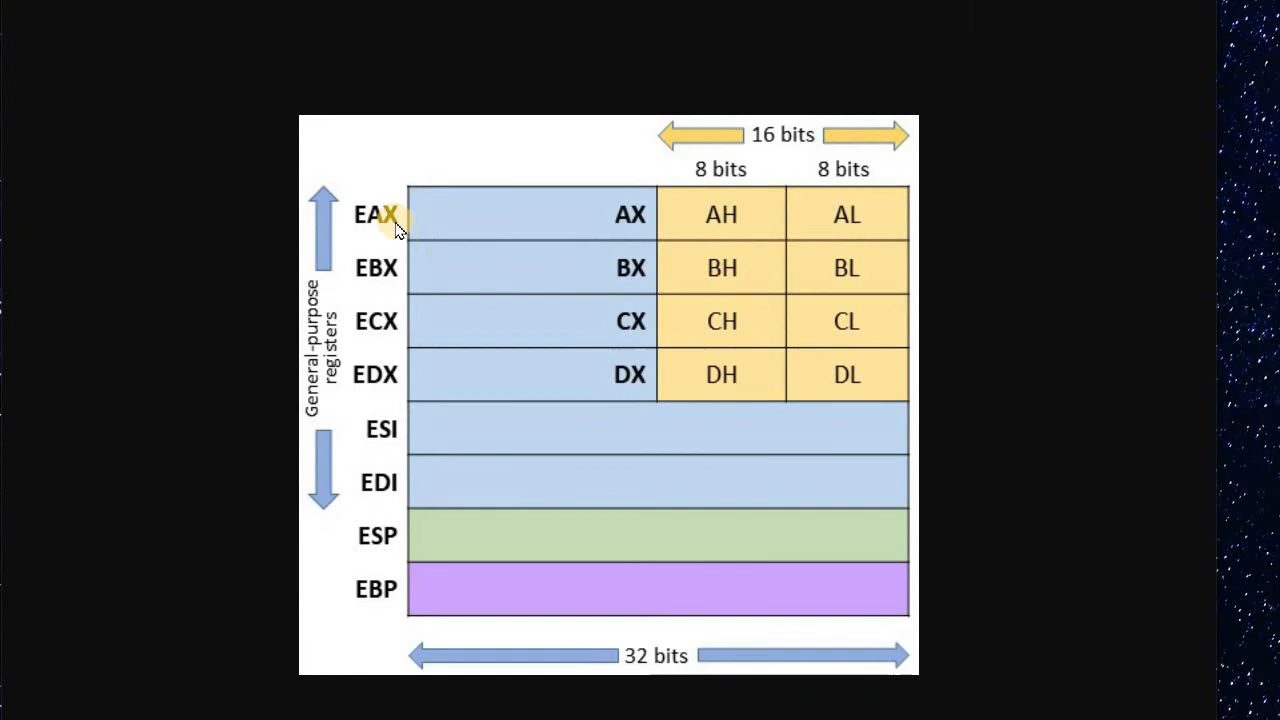 16 bits
8 bits 8 bits
EAX AX AH AL
EBX BX BH BL
ECX CX CH CL
EDX DX DH DL
ESI
EDI
ESP
EBP
General-purpose
registers
32 bits